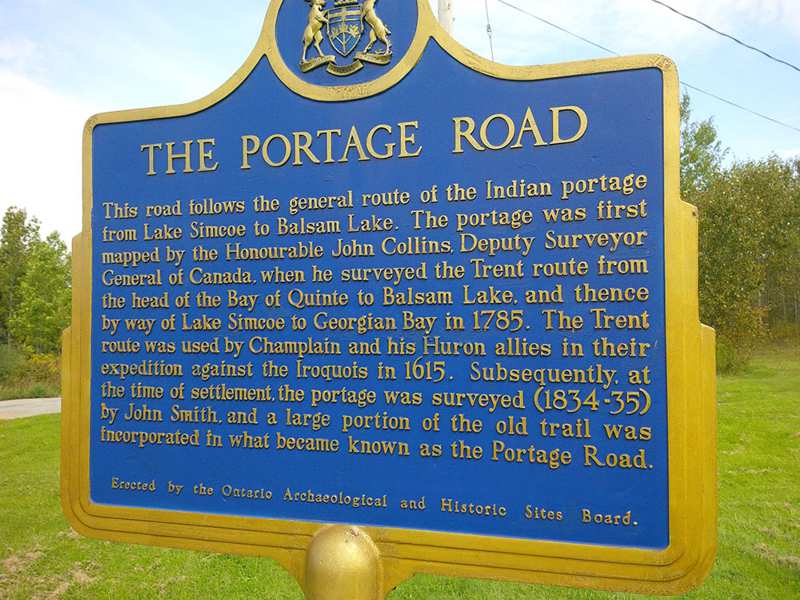 THE PORTAGE ROAD
This road follows the general route of the Indian portage
from Lake Simcoe to Balsam Lake. The portage was first
mapped by the Honourable John Collins, Deputy Surveyor
General of Canada, when he surveyed the Trent route from
the head of the Bay of Quinte to Balsam Lake, and thence
by way of Lake Simcoe to Georgian Bay in 1785. The Trent
route was used by Champlain and his Huron allies in their
expedition against the Iroquois in 1615. Subsequently, at
the time of settlement, the portage was surveyed (1834-35)
by John Smith, and a large portion of the old trail was
incorporated in what became known as the Portage Road.
Erected by the Ontario Archaeological and Historic Sites Board.